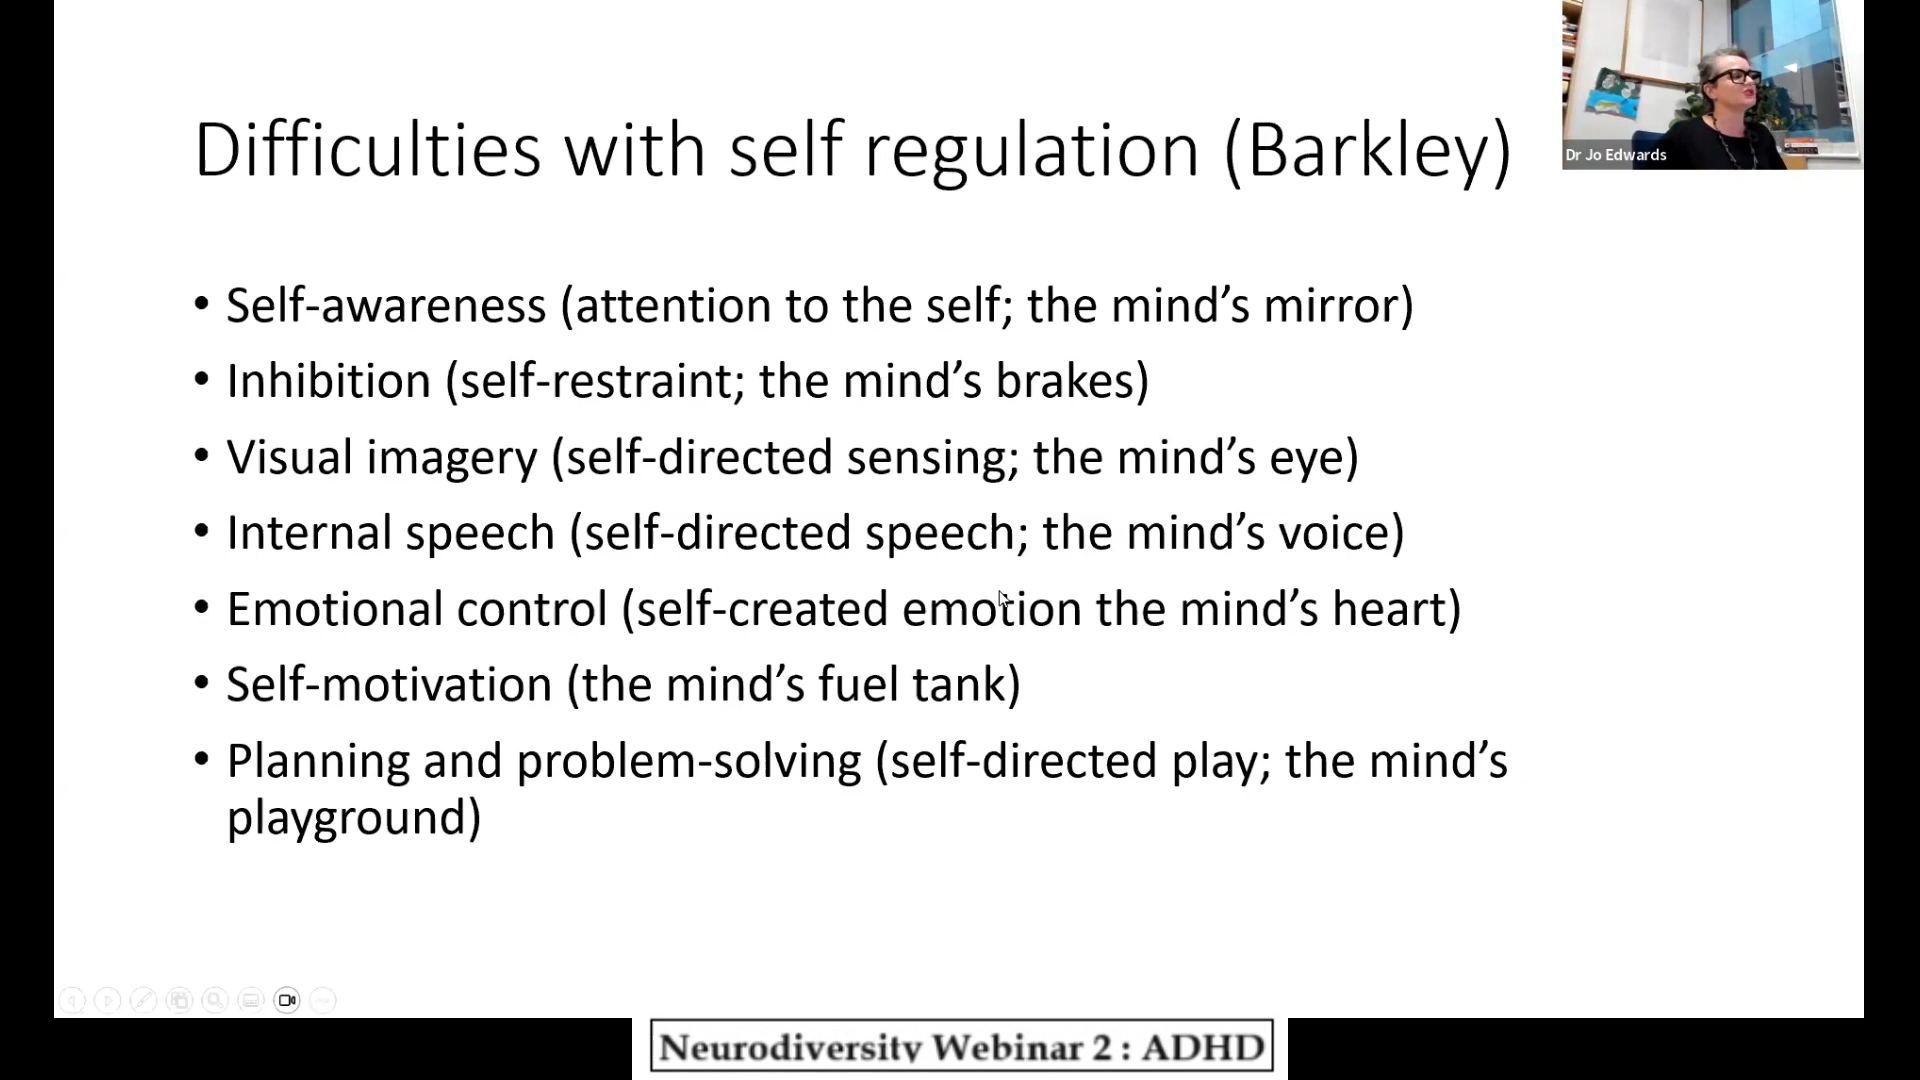 Difficulties with self regulation (Barkley)
Dr Jo Edwards
• Self-awareness (attention to the self; the mind’s mirror)
• Inhibition (self-restraint; the mind’s brakes)
• Visual imagery (self-directed sensing; the mind’s eye)
• Internal speech (self-directed speech; the mind’s voice)
• Emotional control (self-created emotion the mind’s heart)
• Self-motivation (the mind’s fuel tank)
• Planning and problem-solving (self-directed play; the mind’s
playground)
Neurodiversity Webinar 2 : ADHD